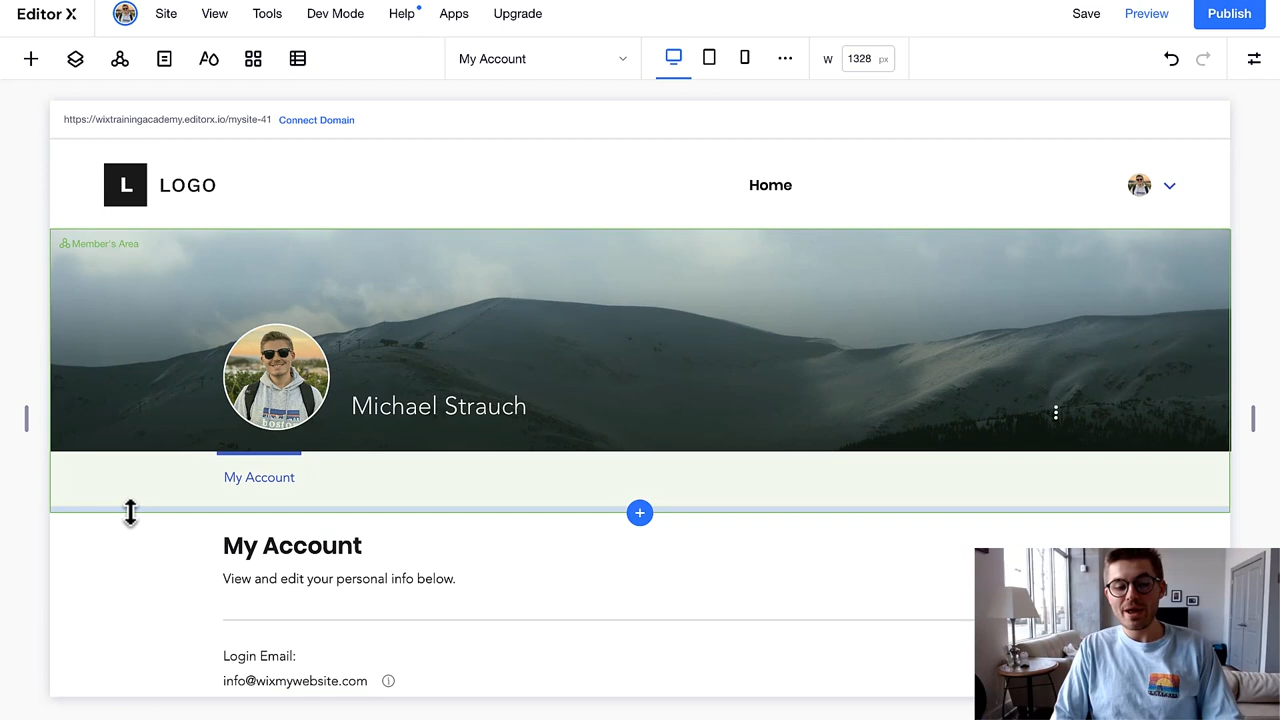 Editor X
Site
View
Tools
Dev Mode
Help
Apps
Upgrade
Save
Preview
Publish
My Account
W
1328 px
https://wixtrainingacademy.editorx.io/mysite-41 Connect Domain
L LOGO
Home
Member's Area
Michael Strauch
My Account
My Account
View and edit your personal info below.
Login Email:
info@wixmywebsite.com